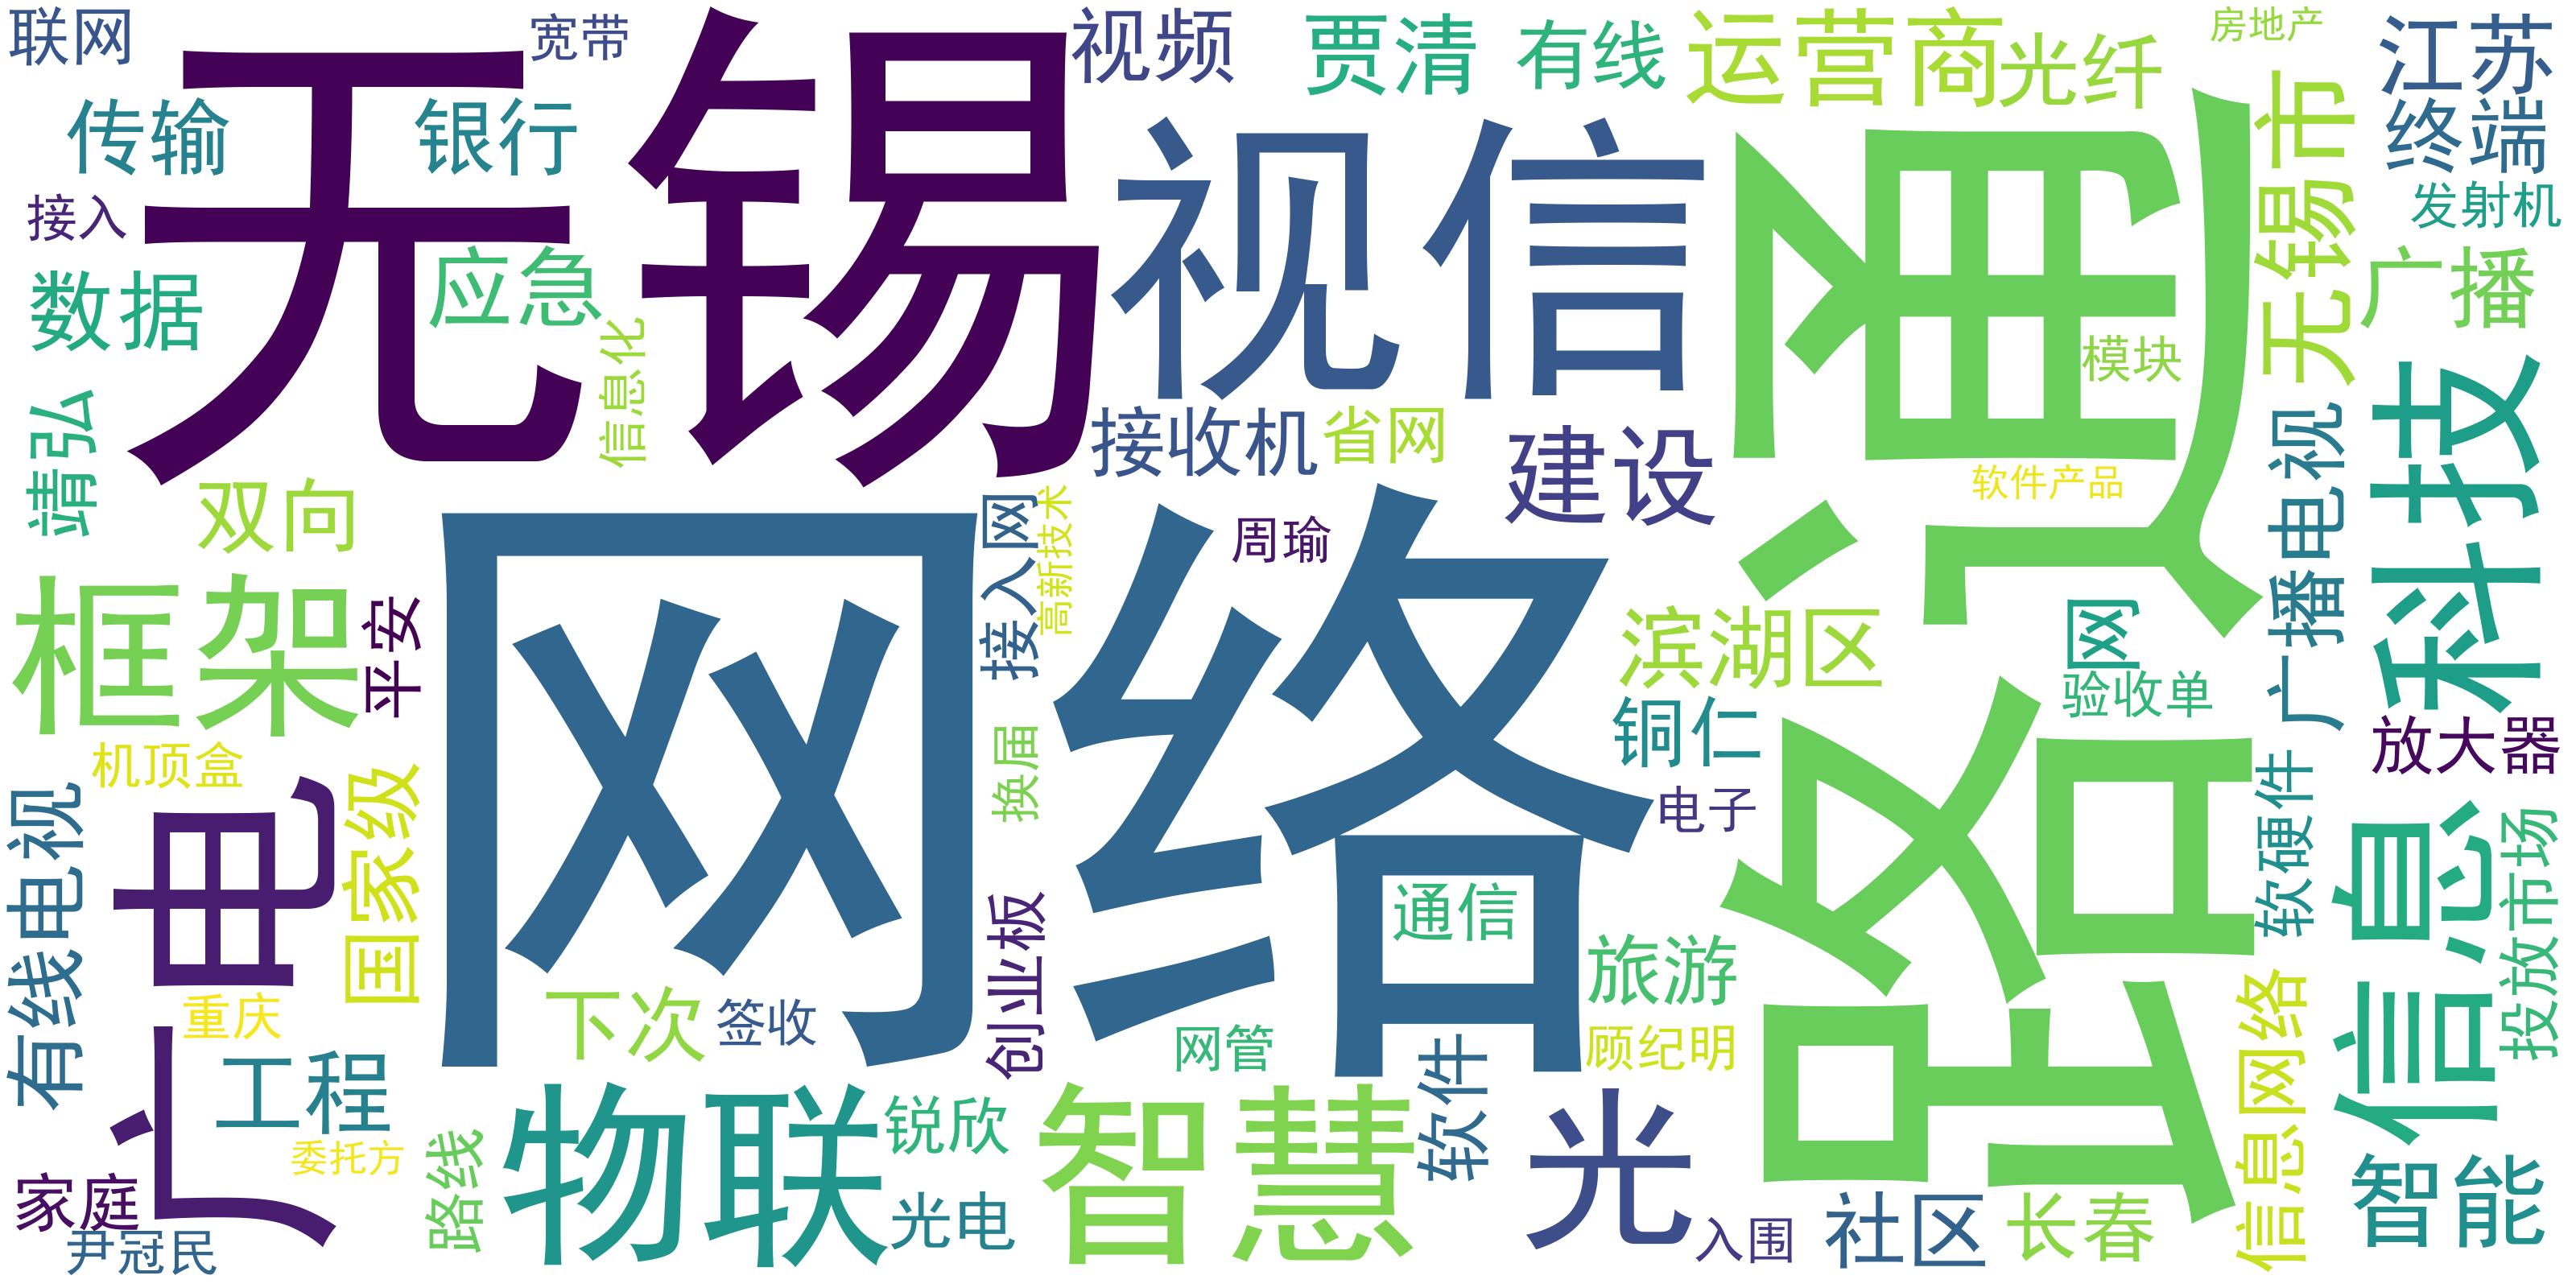 联网
宽带
视频
贾清
有线
运营商
光纤
房地产
江苏
无锡
传输
银行
视信
路通
无锡市
终端
接入
发射机
数据
应急
广播
信息化
模块
靖弘
接收机
省网
建设
广播电视
科技
双向
接入网
高新技术
周瑜
软件产品
网络
框架
平安
滨湖区
网
验收单
铜仁
放大器
机顶盒
换届
电子
有线电视
广电
国家级
软硬件
信息
投放市场
创业板
通信
旅游
重庆
下次
签收
网管
顾纪明
信息网络
工程
软件
物联
锐欣
智慧
光
委托方
路线
智能
家庭
光电
入围
社区
长春
尹冠民